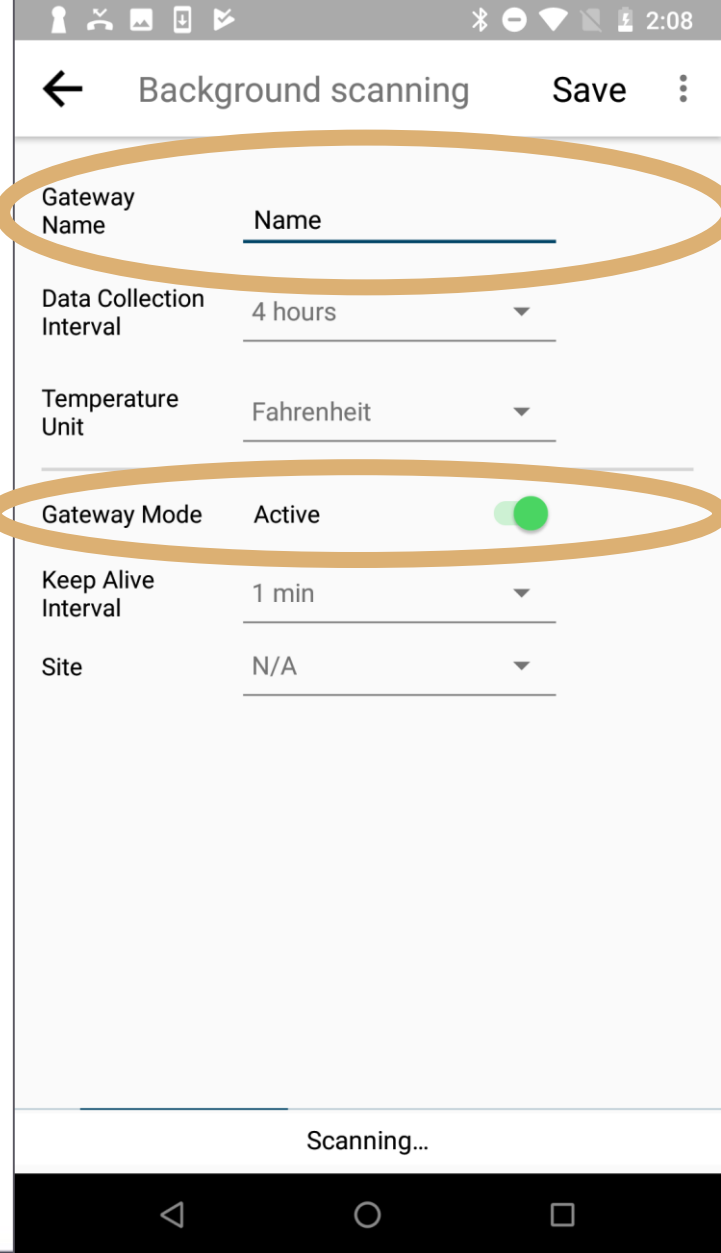 2:08
Background scanning Save
Gateway
Name
Name
Data Collection
Interval
4 hours
Temperature
Unit
Fahrenheit
Gateway Mode Active
Keep Alive
Interval
1 min
Site N/A
Scanning...